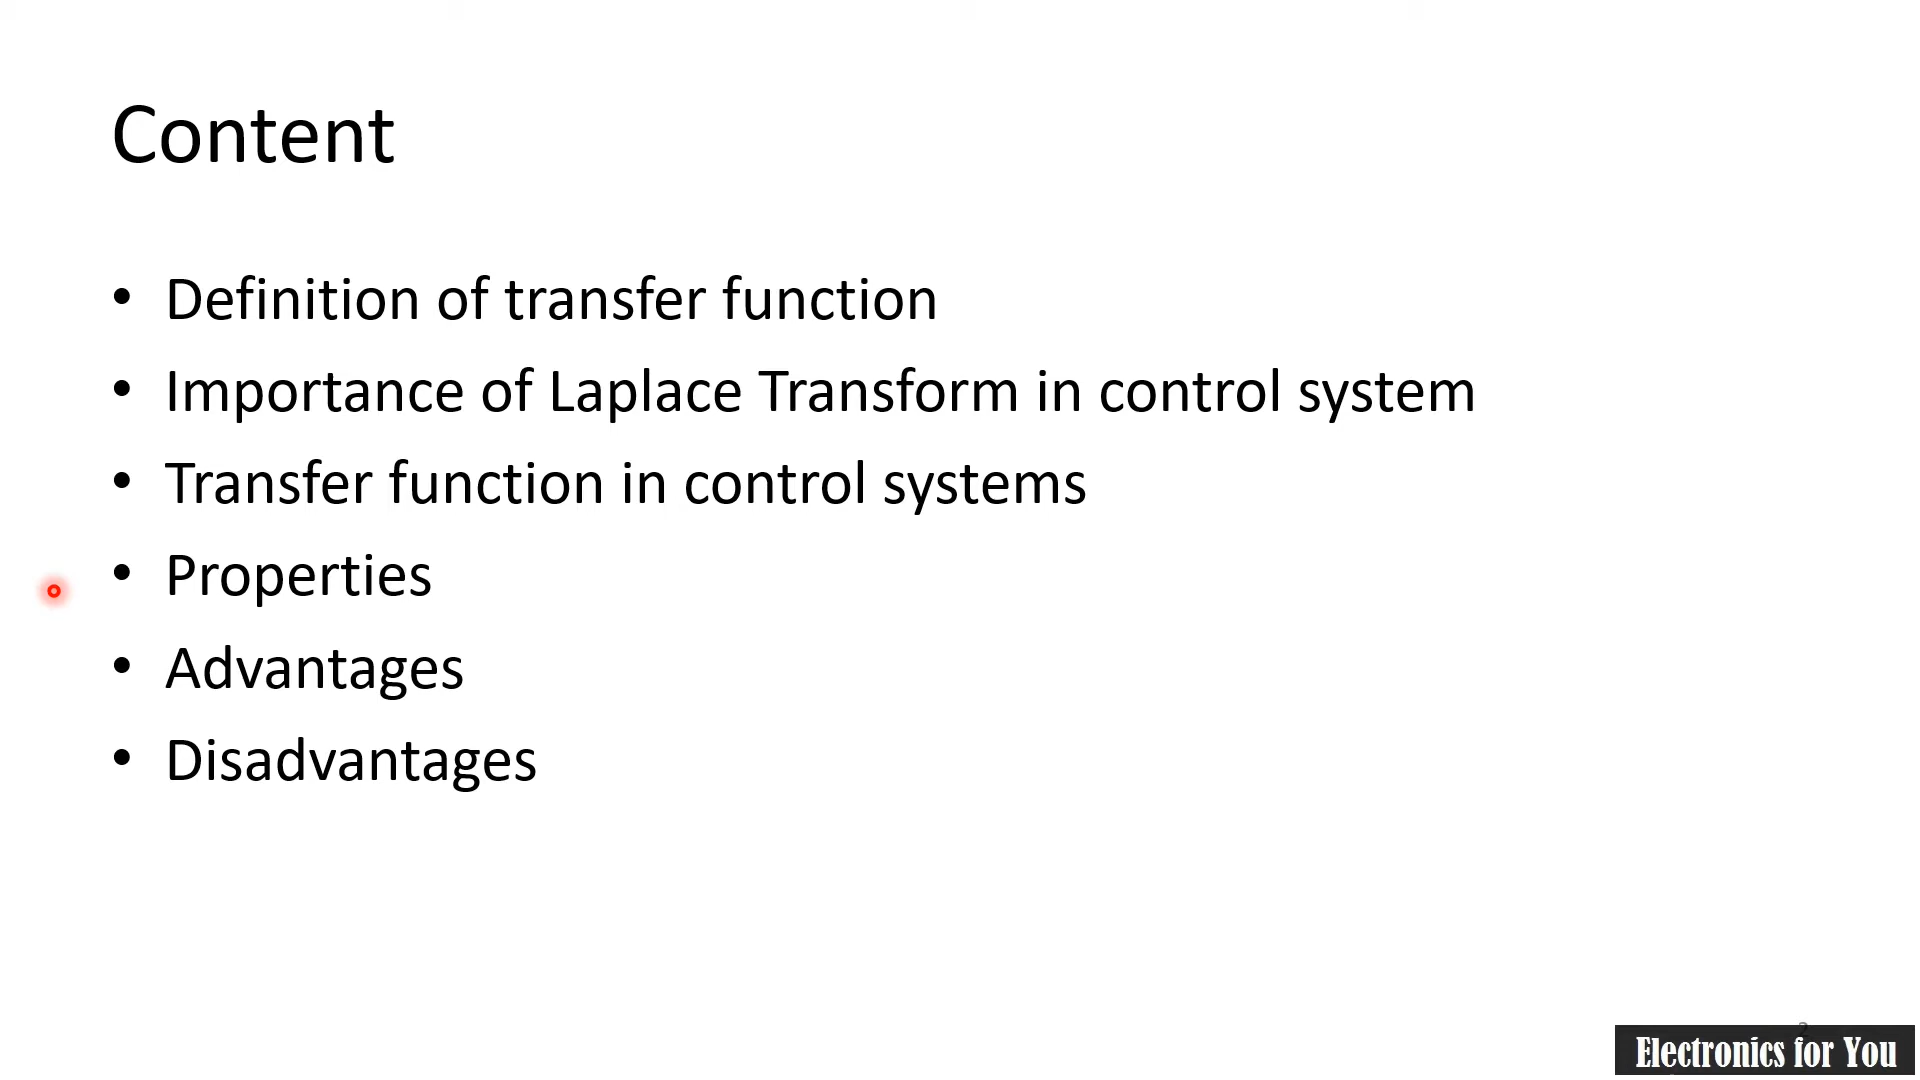 Content
• Definition of transfer function
• Importance of Laplace Transform in control system
• Transfer function in control systems
• Properties
• Advantages
• Disadvantages
2
Electronics for You